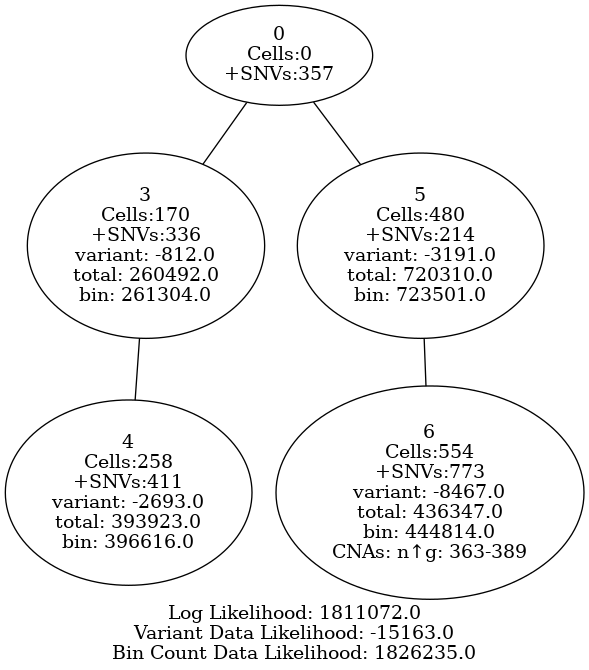 0
Cells:0
+SNVs:357
3
Cells:170
+SNVs:336
variant: -812.0
total: 260492.0
bin: 261304.0
5
Cells:480
+SNVs:214
variant: -3191.0
total: 720310.0
bin: 723501.0
4
Cells:258
+SNVs:411
variant: -2693.0
total: 393923.0
bin: 396616.0
6
Cells:554
+SNVs:773
variant: -8467.0
total: 436347.0
bin: 444814.0
CNAs: n↑g: 363-389
Log Likelihood: 1811072.0
Variant Data Likelihood: -15163.0
Bin Count Data Likelihood: 1826235.0